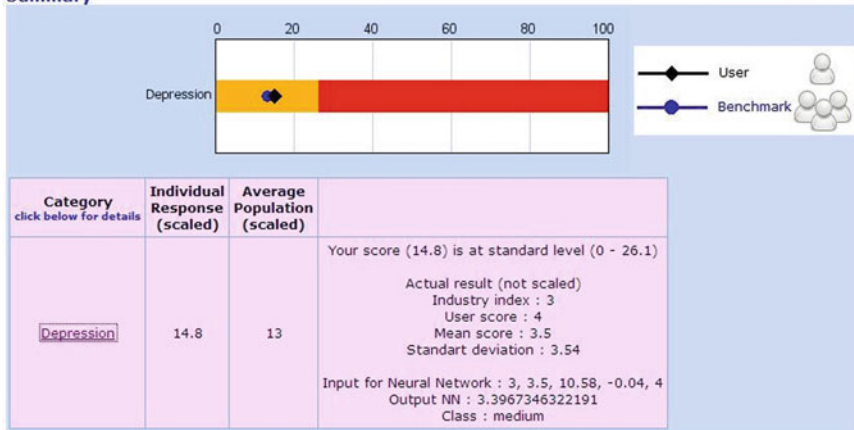 Summary
0 20 40 60 80 100
Depression
User
Benchmark
Category
click below for details
Individual
Response
(scaled)
Average
Population
(scaled)
Depression
14.8
13
Your score (14.8) is at standard level (0 - 26.1)
Actual result (not scaled)
Industry index : 3
User score : 4
Mean score : 3.5
Standart deviation : 3.54
Input for Neural Network : 3, 3.5, 10.58, -0.04, 4
Output NN : 3.3967346322191
Class : medium